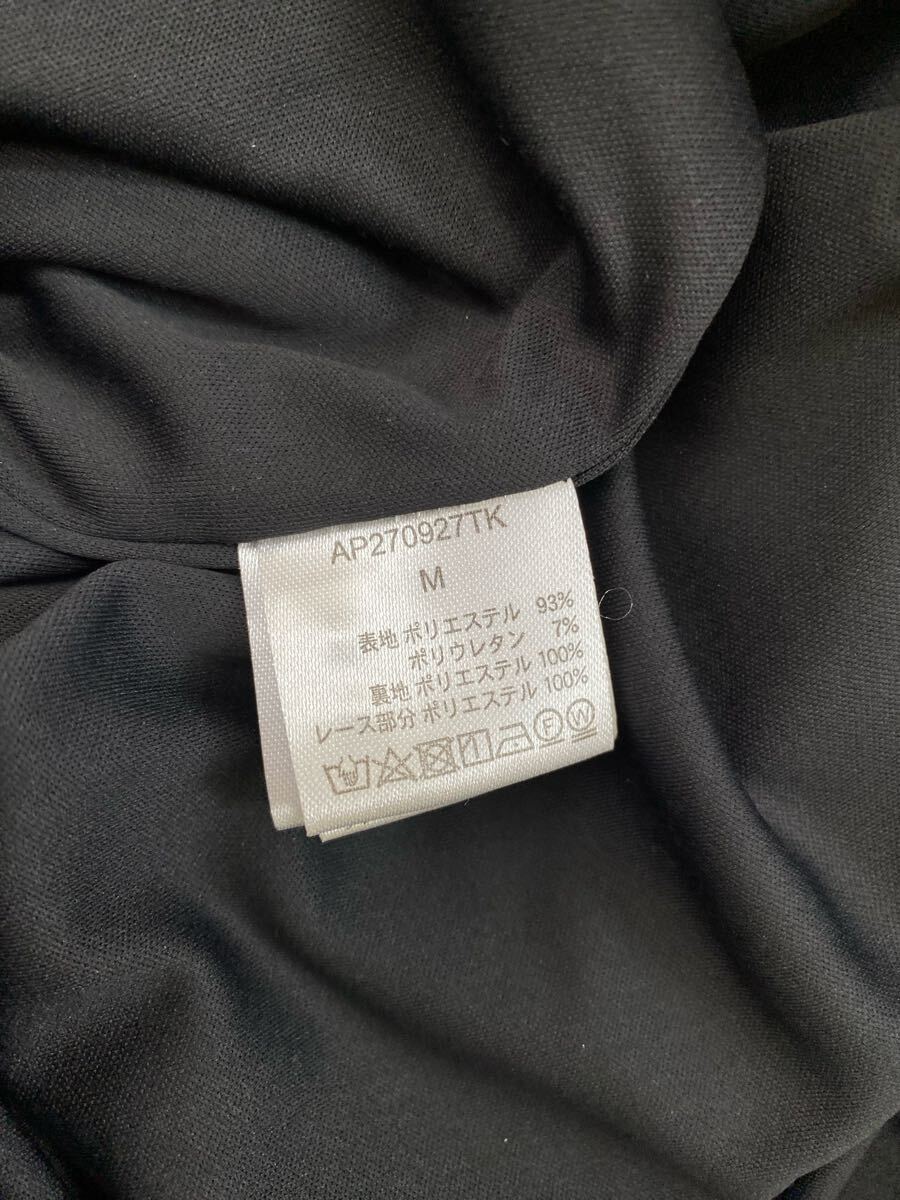 AP270927TK
M
表地 ポリエステル 93%
ポリウレタン 7%
裏地 ポリエステル 100%
レース部分 ポリエステル 100%
F W